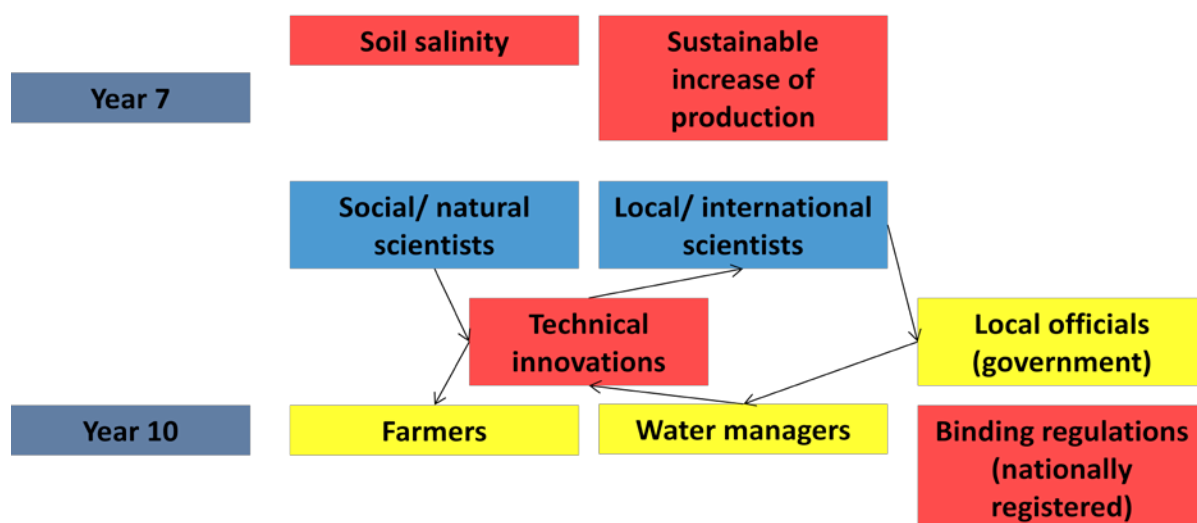 Soil salinity
Sustainable
increase of
production
Year 7
Social/ natural
scientists
Local/ international
scientists
Technical
innovations
Local officials
(government)
Year 10
Farmers
Water managers
Binding regulations
(nationally
registered)